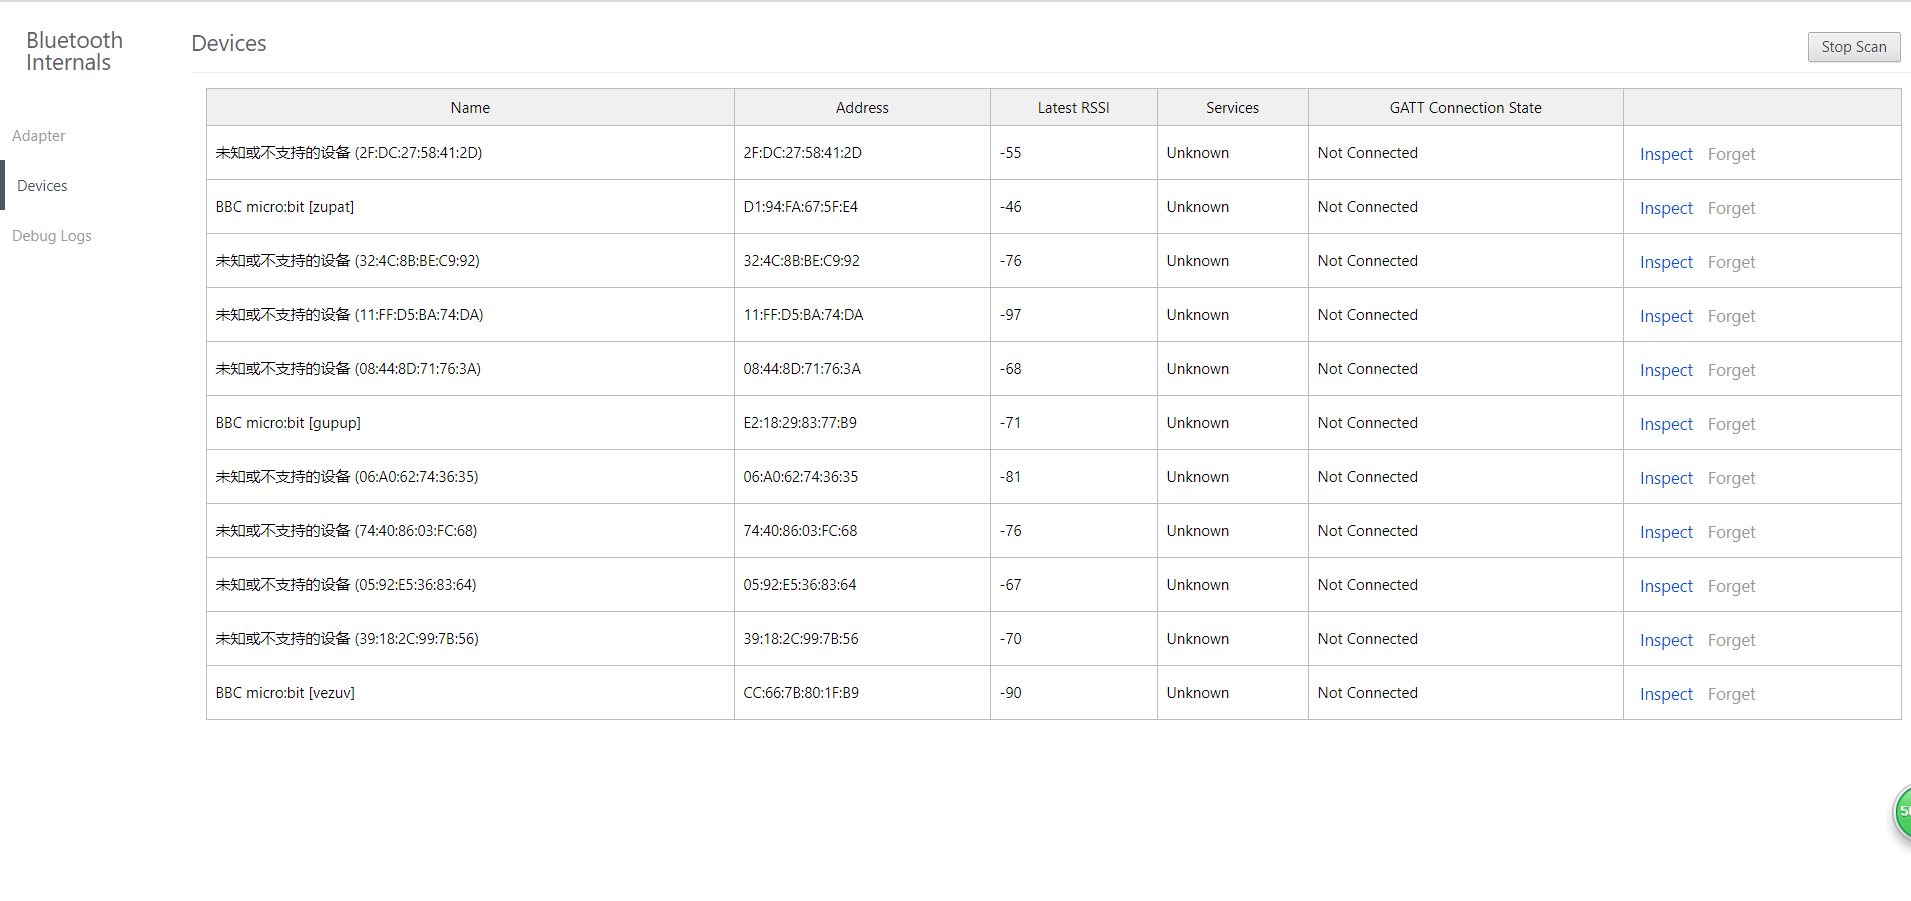 Bluetooth
Internals
Adapter
Devices
Debug Logs
Devices
Stop Scan
Name Address Latest RSSI Services GATT Connection State
未知或不支持的设备 (2F:DC:27:58:41:2D) 2F:DC:27:58:41:2D -55 Unknown Not Connected Inspect Forget
BBC micro:bit [zupat] D1:94:FA:67:5F:E4 -46 Unknown Not Connected Inspect Forget
未知或不支持的设备 (32:4C:8B:BE:C9:92) 32:4C:8B:BE:C9:92 -76 Unknown Not Connected Inspect Forget
未知或不支持的设备 (11:FF:D5:BA:74:DA) 11:FF:D5:BA:74:DA -97 Unknown Not Connected Inspect Forget
未知或不支持的设备 (08:44:8D:71:76:3A) 08:44:8D:71:76:3A -68 Unknown Not Connected Inspect Forget
BBC micro:bit [gupup] E2:18:29:83:77:B9 -71 Unknown Not Connected Inspect Forget
未知或不支持的设备 (06:A0:62:74:36:35) 06:A0:62:74:36:35 -81 Unknown Not Connected Inspect Forget
未知或不支持的设备 (74:40:86:03:FC:68) 74:40:86:03:FC:68 -76 Unknown Not Connected Inspect Forget
未知或不支持的设备 (05:92:E5:36:83:64) 05:92:E5:36:83:64 -67 Unknown Not Connected Inspect Forget
未知或不支持的设备 (39:18:2C:99:7B:56) 39:18:2C:99:7B:56 -70 Unknown Not Connected Inspect Forget
BBC micro:bit [vezuv] CC:66:7B:80:1F:B9 -90 Unknown Not Connected Inspect Forget